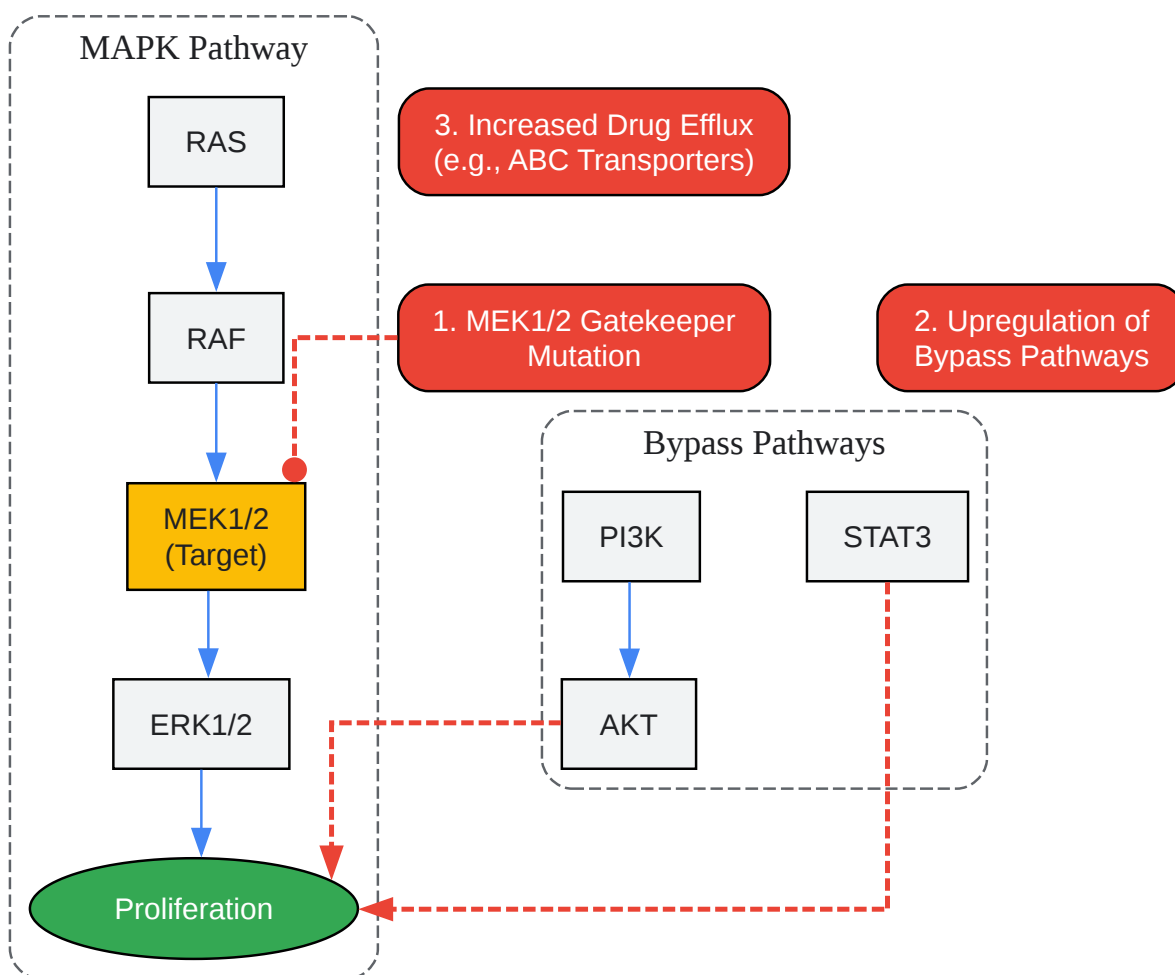 MAPK Pathway
RAS
3. Increased Drug Efflux
(e.g., ABC Transporters)
RAF
1. MEK1/2 Gatekeeper
Mutation
2. Upregulation of
Bypass Pathways
Bypass Pathways
MEK1/2
(Target)
PI3K
STAT3
ERK1/2
AKT
Proliferation